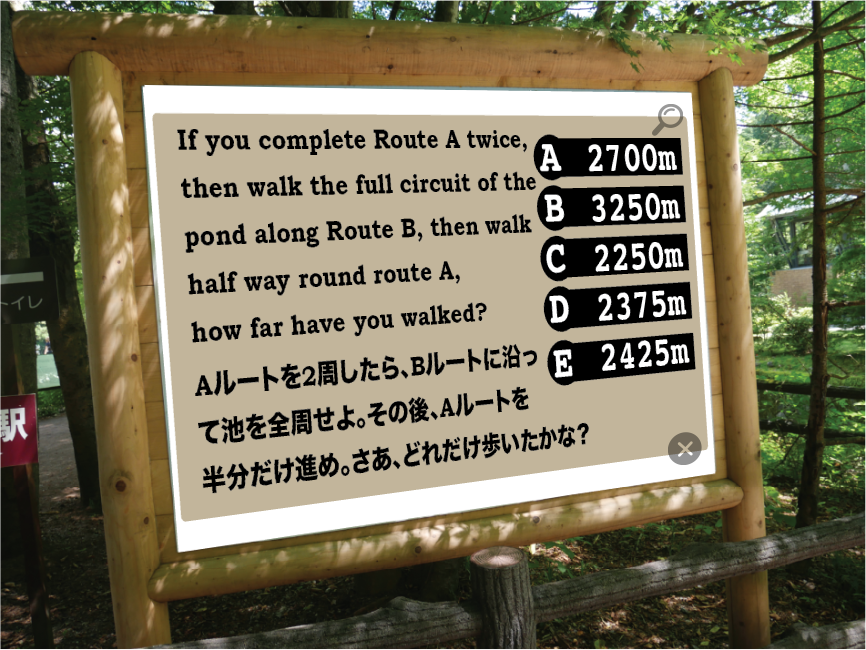 If you complete Route A twice,
then walk the full circuit of the
pond along Route B, then walk
half way round route A,
how far have you walked?
Aルートを2周したら、Bルートに沿っ
て池を全周せよ。その後、Aルートを
半分だけ進め。さあ、どれだけ歩いたかな?
A 2700m
B 3250m
C 2250m
D 2375m
E 2425m
イレ
駅